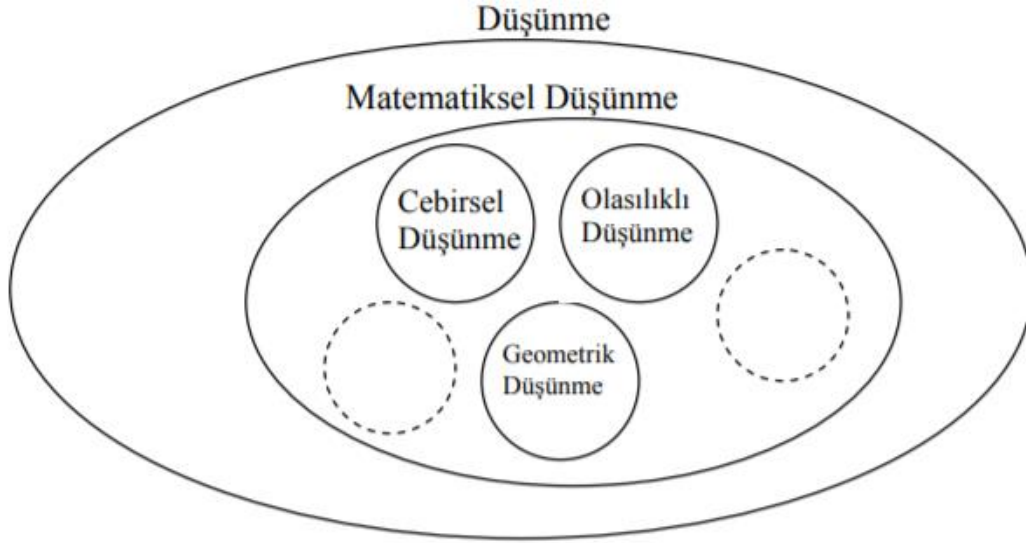 Düşünme
Matematiksel Düşünme
Cebirsel
Düşünme
Olasılıklı
Düşünme
Geometrik
Düşünme